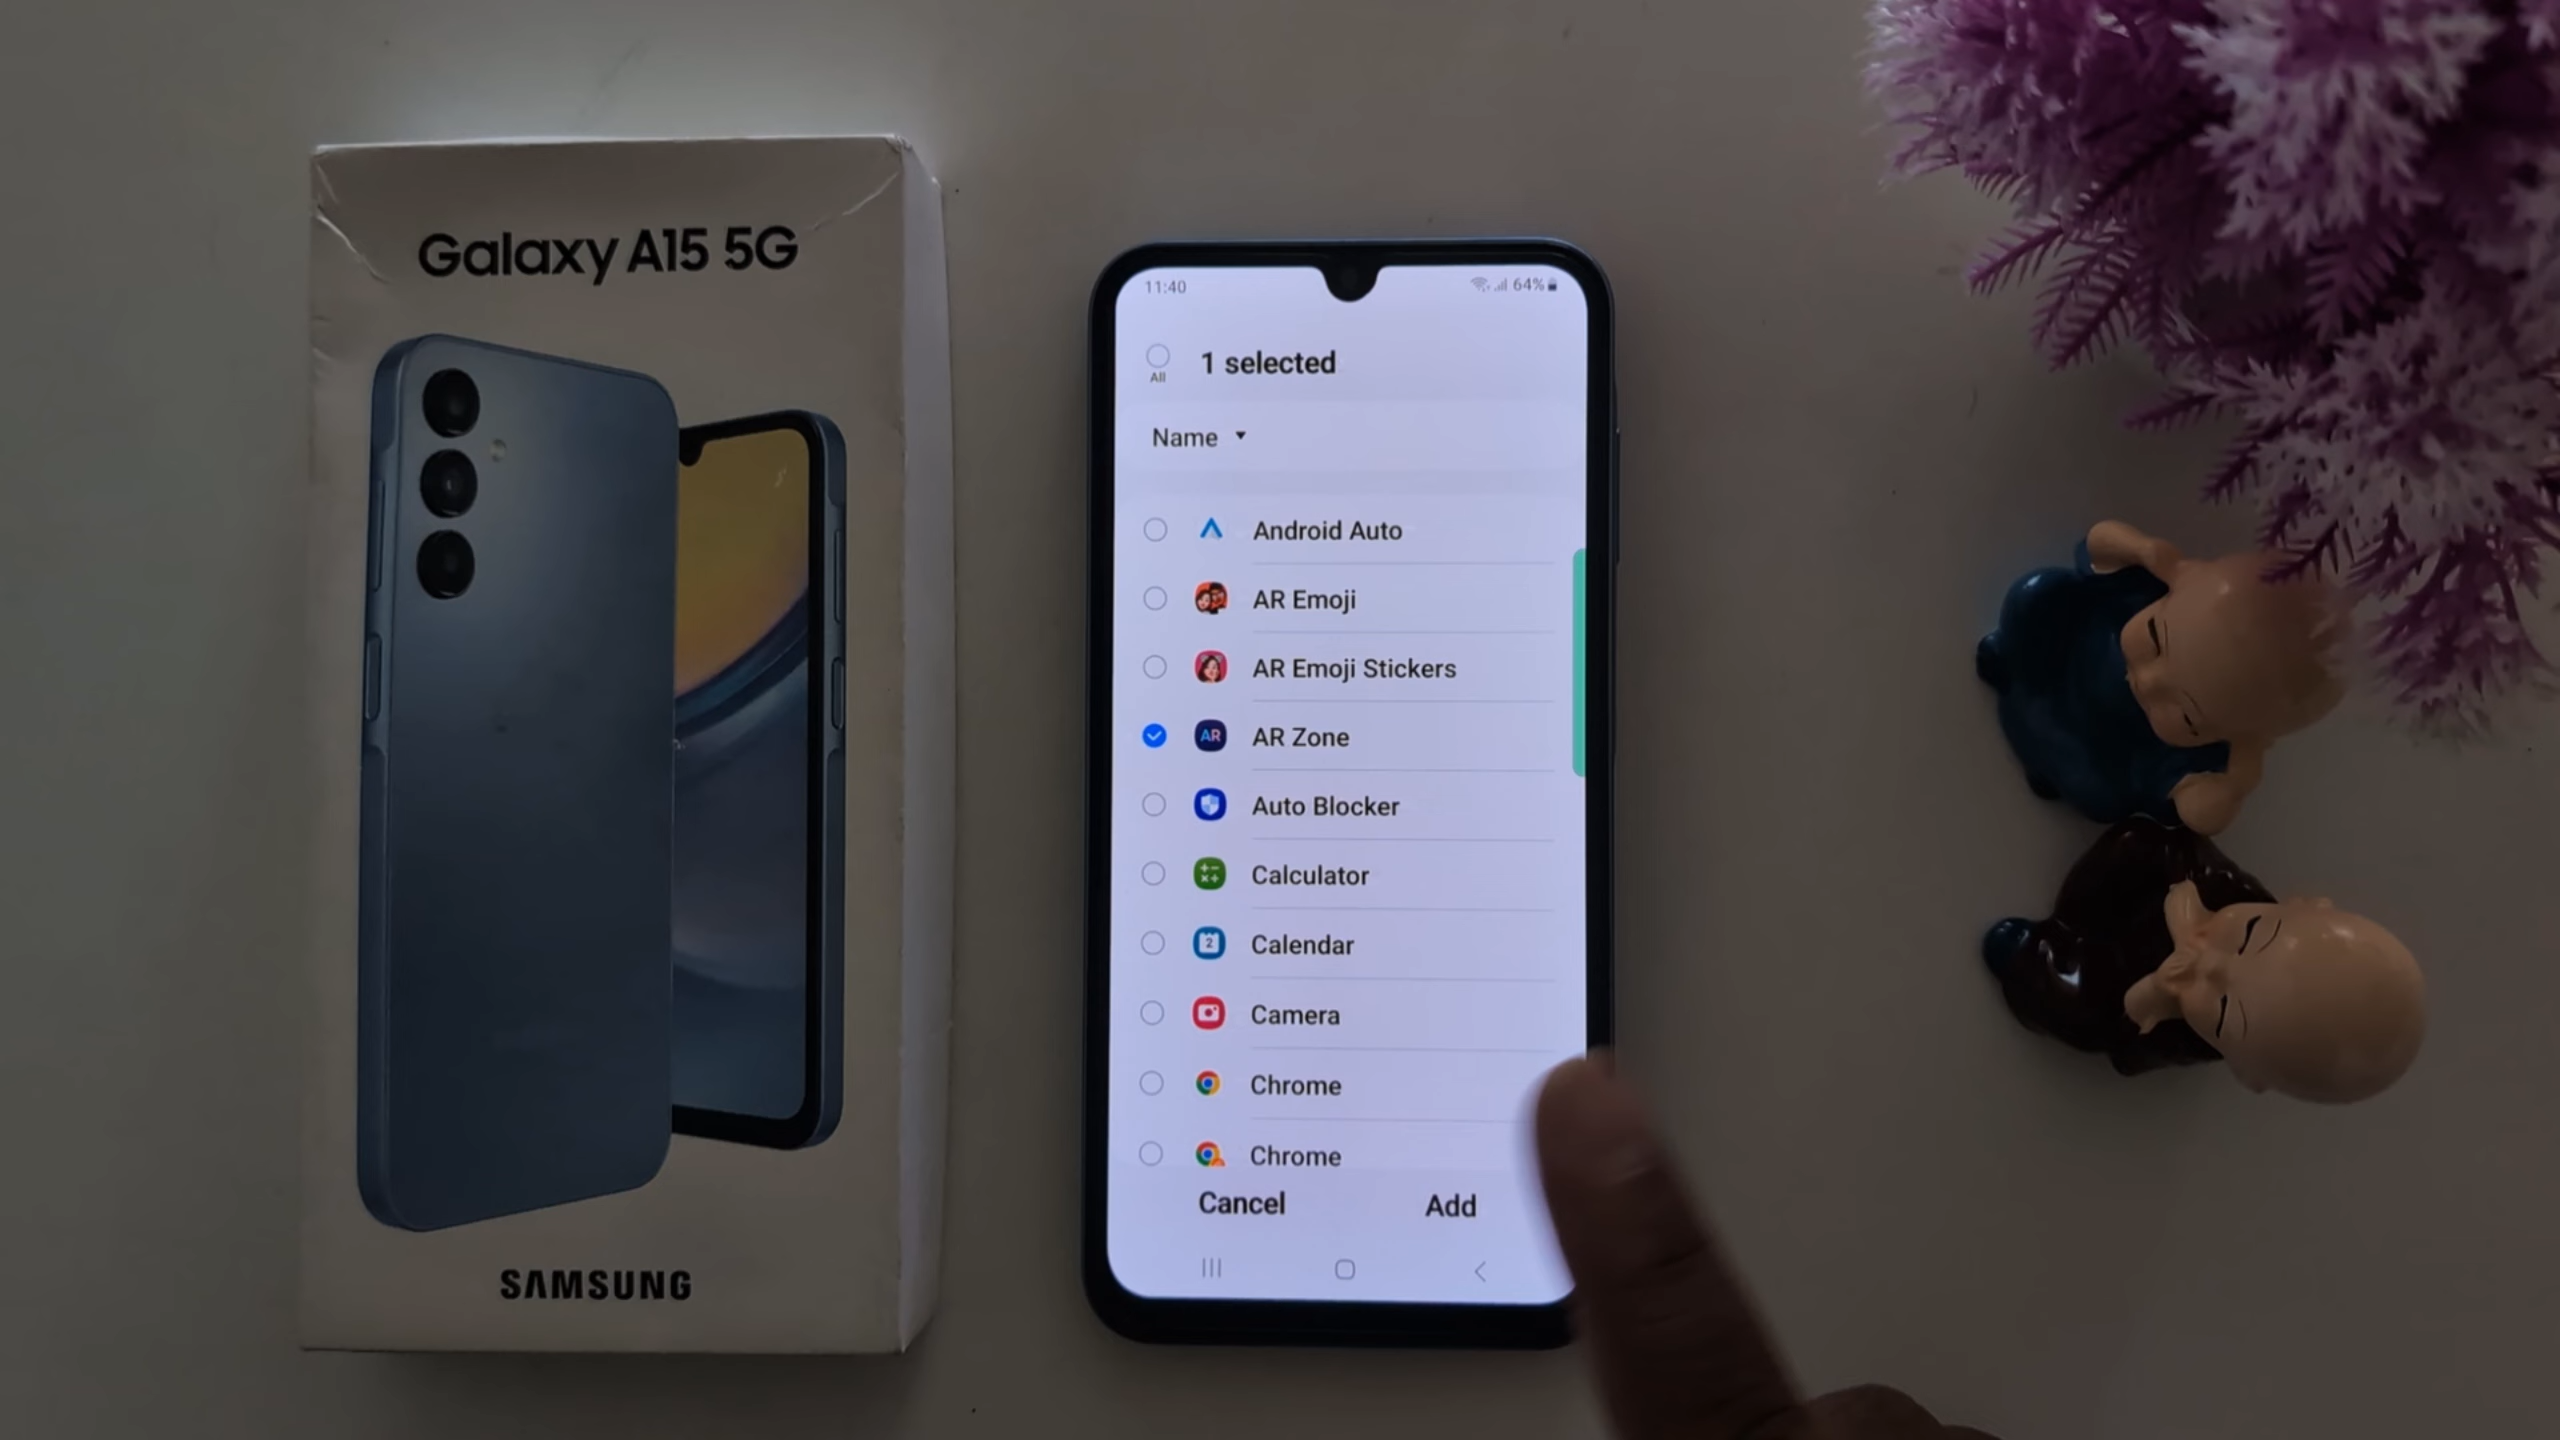 Galaxy A15 5G
SAMSUNG
11:40
64%
All
1 selected
Name
Android Auto
AR Emoji
AR Emoji Stickers
AR
AR Zone
Auto Blocker
Calculator
2
Calendar
Camera
Chrome
Chrome
Cancel
Add